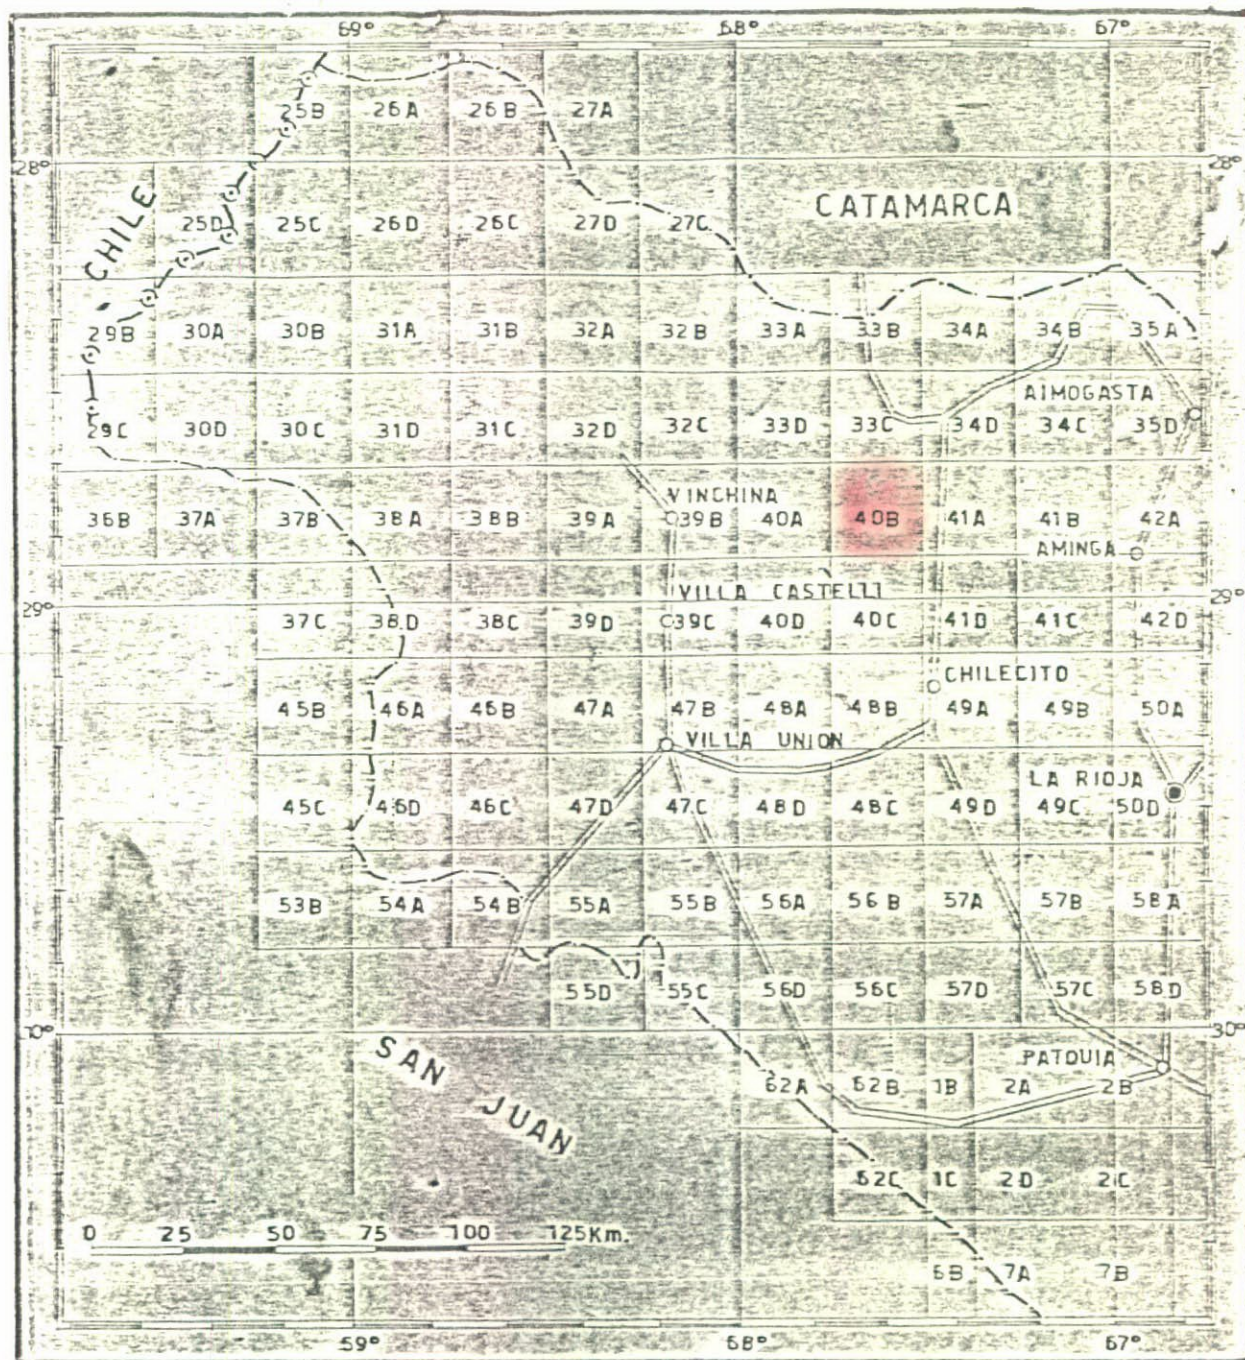 69° 68° 67°
25B 26A 26B 27A
28° 28°
CHILE
CATAMARCA
25D 25C 26D 26C 27D 27C
29B 30A 30B 31A 31B 32A 32B 33A 33B 34A 34B 35A
AIMOGASTA
29C 30D 30C 31D 31C 32D 32C 33D 33C 34D 34C 35D
VINCHINA
36B 37A 37B 38A 38B 39A 39B 40A 40B 41A 41B 42A
AMINGA
VILLA CASTELLI
29° 29°
37C 38D 38C 39D 39C 40D 40C 41D 41C 42D
CHILECITO
45B 46A 46B 47A 47B 48A 48B 49A 49B 50A
VILLA UNION
LA RIOJA
45C 46D 46C 47D 47C 48D 48C 49D 49C 50D
53B 54A 54B 55A 55B 56A 56B 57A 57B 58A
55D 55C 56D 56C 57D 57C 58D
30° 30°
SAN JUAN
PATQUIA
62A 62B 1B 2A 2B
62C 1C 2D 2C
0 25 50 75 100 125Km.
6B 7A 7B
69° 68° 67°